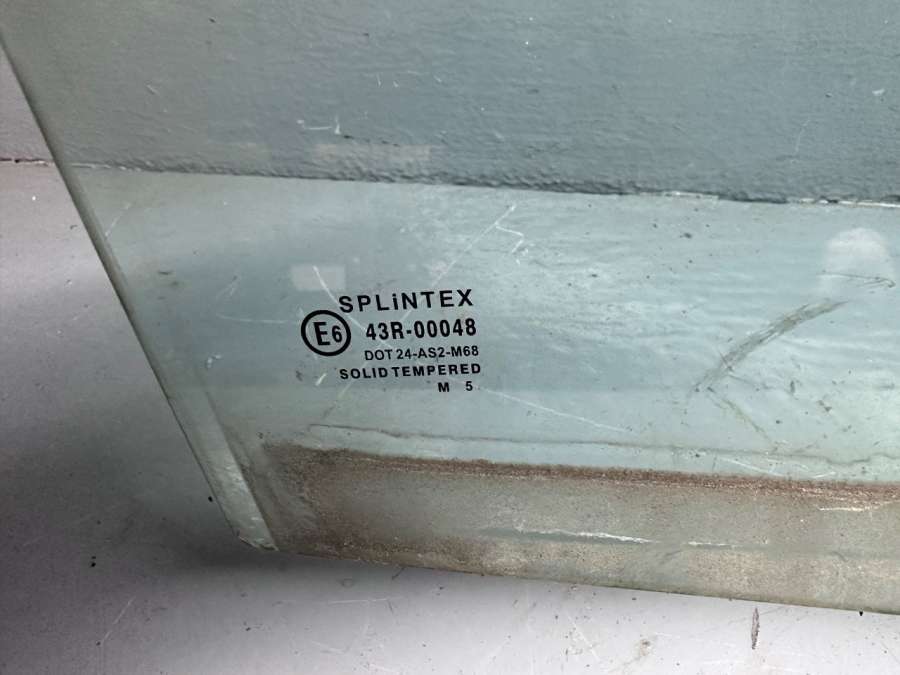 SPLiNTEX
E6 43R-00048
DOT 24-AS2-M68
SOLID TEMPERED
M 5